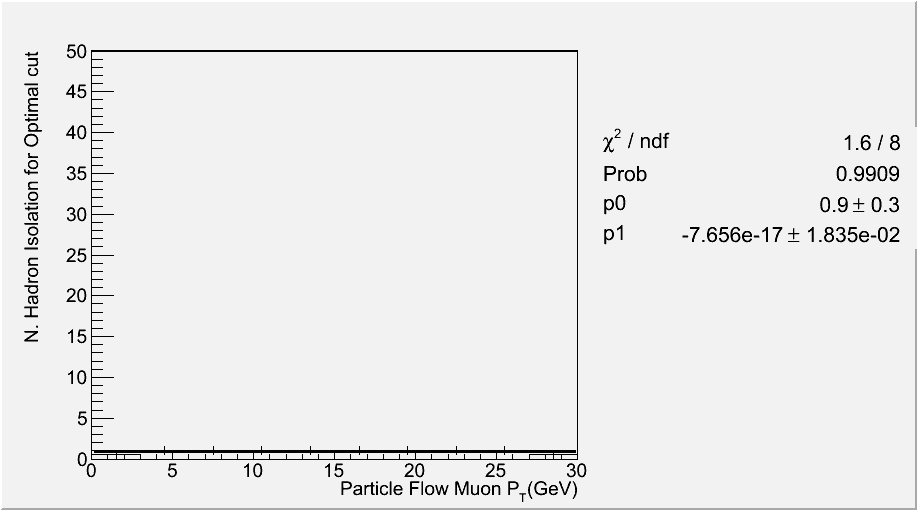 N. Hadron Isolation for Optimal cut
50
45
40
35
30
25
20
15
10
5
0
0 5 10 15 20 25 30
Particle Flow Muon P_T(GeV)
χ² / ndf 1.6 / 8
Prob 0.9909
p0 0.9 ± 0.3
p1 -7.656e-17 ± 1.835e-02